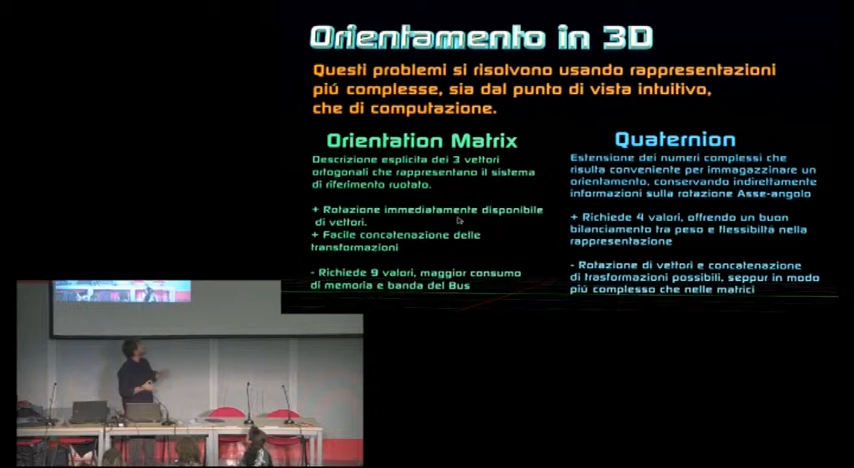 Orientamento in 3D
Questi problemi si risolvono usando rappresentazioni
piú complesse, sia dal punto di vista intuitivo,
che di computazione.
Orientation Matrix
Descrizione esplicita dei 3 vettori
ortogonali che rappresentano il sistema
di riferimento ruotato.
+ Rotazione immediatamente disponibile
di vettori.
+ Facile concatenazione delle
transformazioni
- Richiede 9 valori, maggior consumo
di memoria e banda del Bus
Quaternion
Estensione dei numeri complessi che
risulta conveniente per immagazzinare un
orientamento, conservando indirettamente
informazioni sulla rotazione Asse-angolo
+ Richiede 4 valori, offrendo un buon
bilanciamento tra peso e flessibiltá nella
rappresentazione
- Rotazione di vettori e concatenazione
di trasformazioni possibili, seppur in modo
piú complesso che nelle matrici